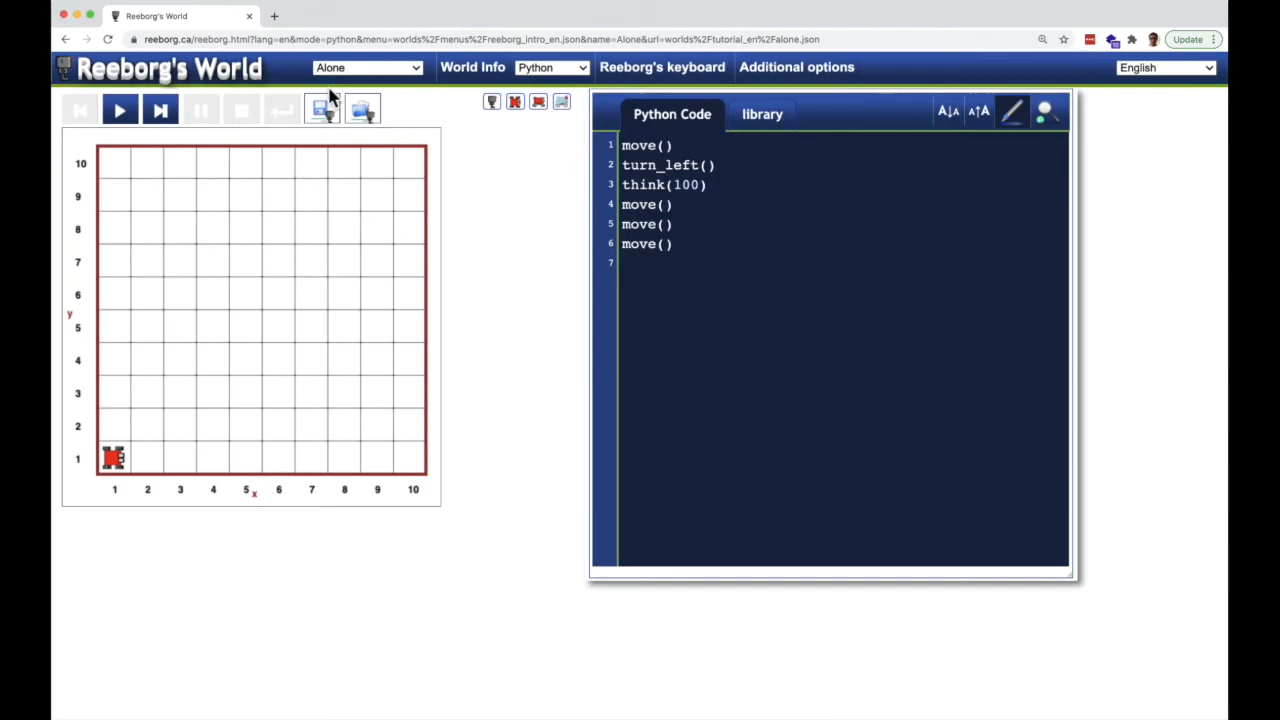 Reeborg's World
reeborg.ca/reeborg.html?lang=en&mode=python&menu=worlds%2Fmenus%2Freeborg_intro_en.json&name=Alone&url=worlds%2Ftutorial_en%2Falone.json
10
Update
Reeborg's World
Alone
World Info
Python
Reeborg's keyboard
Additional options
English
Python Code
library
A↓A
A↑A
1 move()
2 turn_left()
3 think(100)
4 move()
5 move()
6 move()
7
10
9
8
7
6
y
5
4
3
2
1
1 2 3 4 5 x 6 7 8 9 10